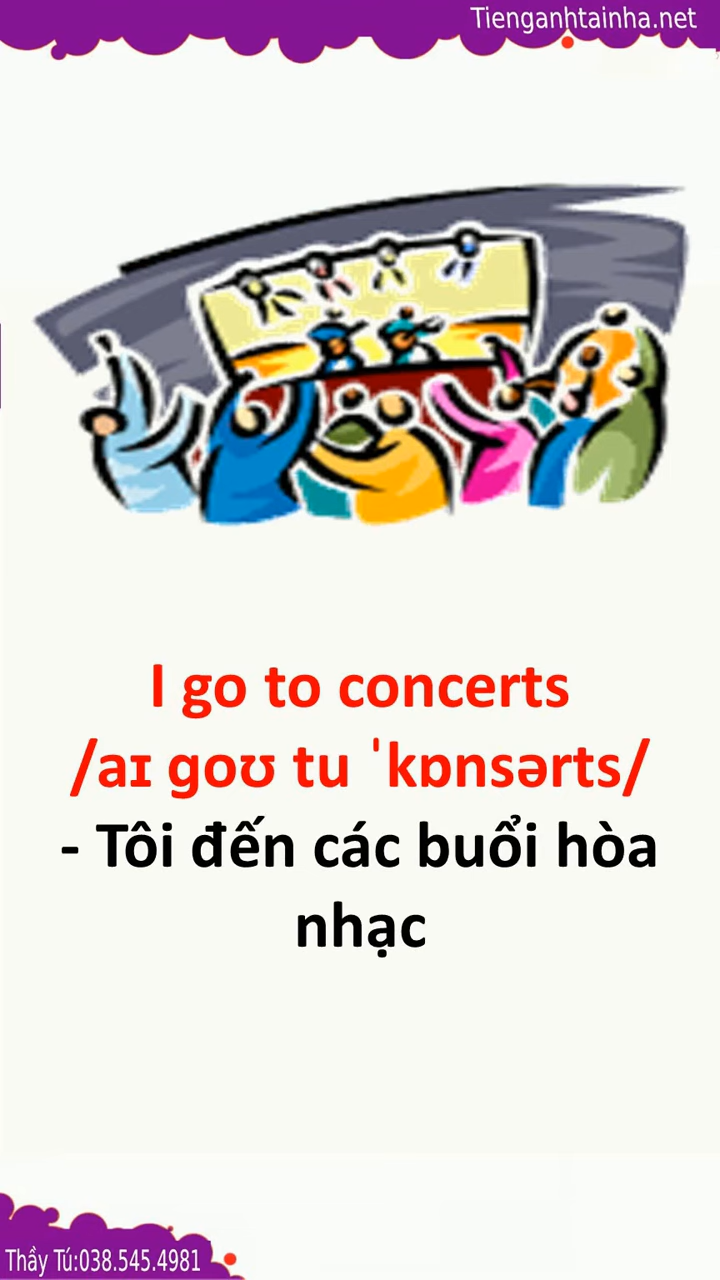 Tienganhtainha.net
I go to concerts
/aɪ goʊ tu ˈkɒnsərts/
- Tôi đến các buổi hòa
nhạc
Thầy Tú:038.545.4981